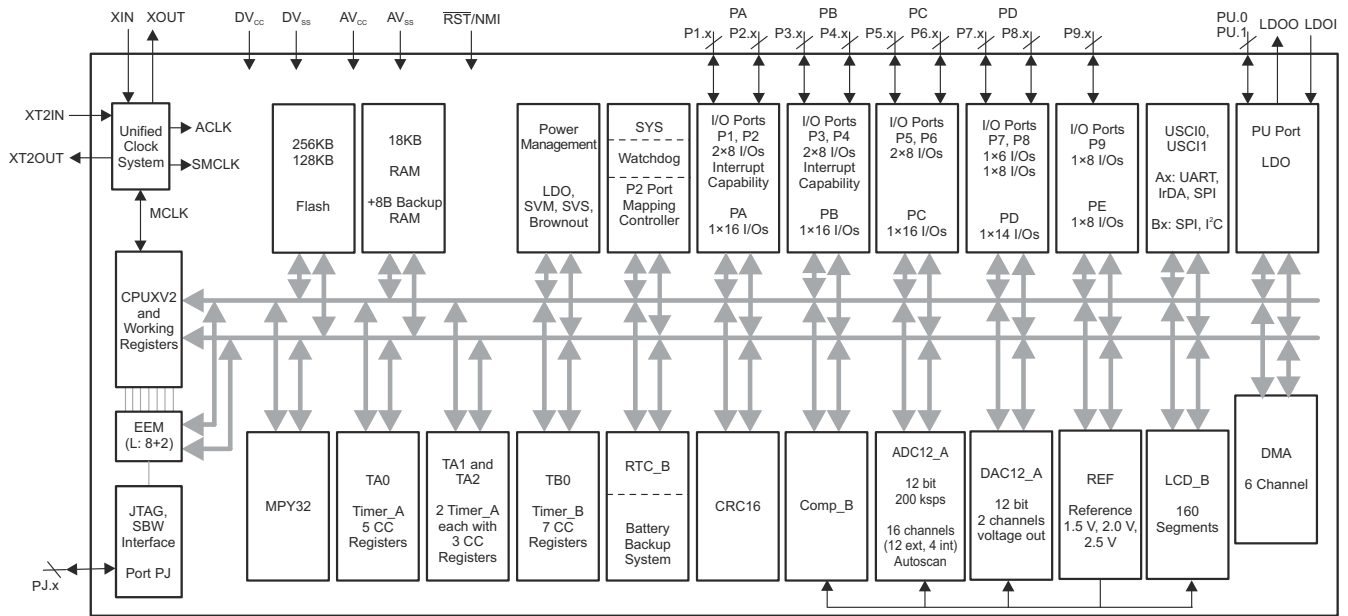 XIN XOUT DVCC DVSS AVCC AVSS RST/NMI PA PB PC PD PU.0 LDOO LDOI
P1.x P2.x P3.x P4.x P5.x P6.x P7.x P8.x P9.x PU.1
XT2IN
XT2OUT
Unified
Clock
System
ACLK
SMCLK
MCLK
256KB
128KB
Flash
18KB
RAM
+8B Backup
RAM
Power
Management
LDO,
SVM, SVS,
Brownout
SYS
Watchdog
P2 Port
Mapping
Controller
I/O Ports
P1, P2
2×8 I/Os
Interrupt
Capability
PA
1×16 I/Os
I/O Ports
P3, P4
2×8 I/Os
Interrupt
Capability
PB
1×16 I/Os
I/O Ports
P5, P6
2×8 I/Os
PC
1×16 I/Os
I/O Ports
P7, P8
1×6 I/Os
1×8 I/Os
PD
1×14 I/Os
I/O Ports
P9
1×8 I/Os
PE
1×8 I/Os
USCI0,
USCI1
Ax: UART,
IrDA, SPI
Bx: SPI, I²C
PU Port
LDO
CPUXV2
and
Working
Registers
EEM
(L: 8+2)
JTAG,
SBW
Interface
Port PJ
PJ.x
MPY32
TA0
Timer_A
5 CC
Registers
TA1 and
TA2
2 Timer_A
each with
3 CC
Registers
TB0
Timer_B
7 CC
Registers
RTC_B
Battery
Backup
System
CRC16
Comp_B
ADC12_A
12 bit
200 ksps
16 channels
(12 ext, 4 int)
Autoscan
DAC12_A
12 bit
2 channels
voltage out
REF
Reference
1.5 V, 2.0 V,
2.5 V
LCD_B
160
Segments
DMA
6 Channel